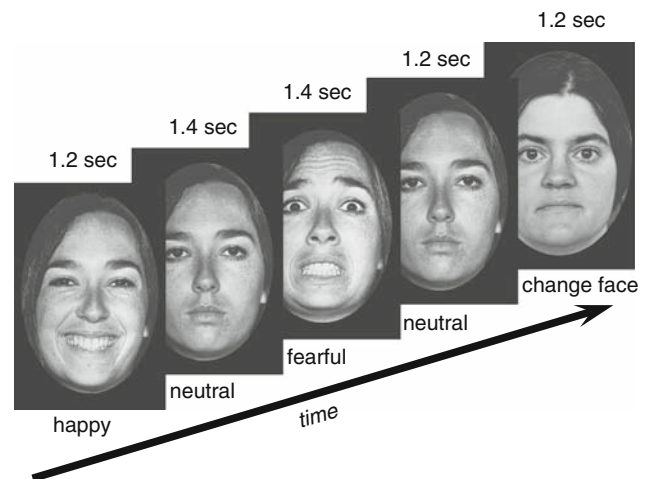 1.2 sec
1.2 sec
1.4 sec
1.4 sec
1.2 sec
change face
neutral
fearful
neutral
happy
time